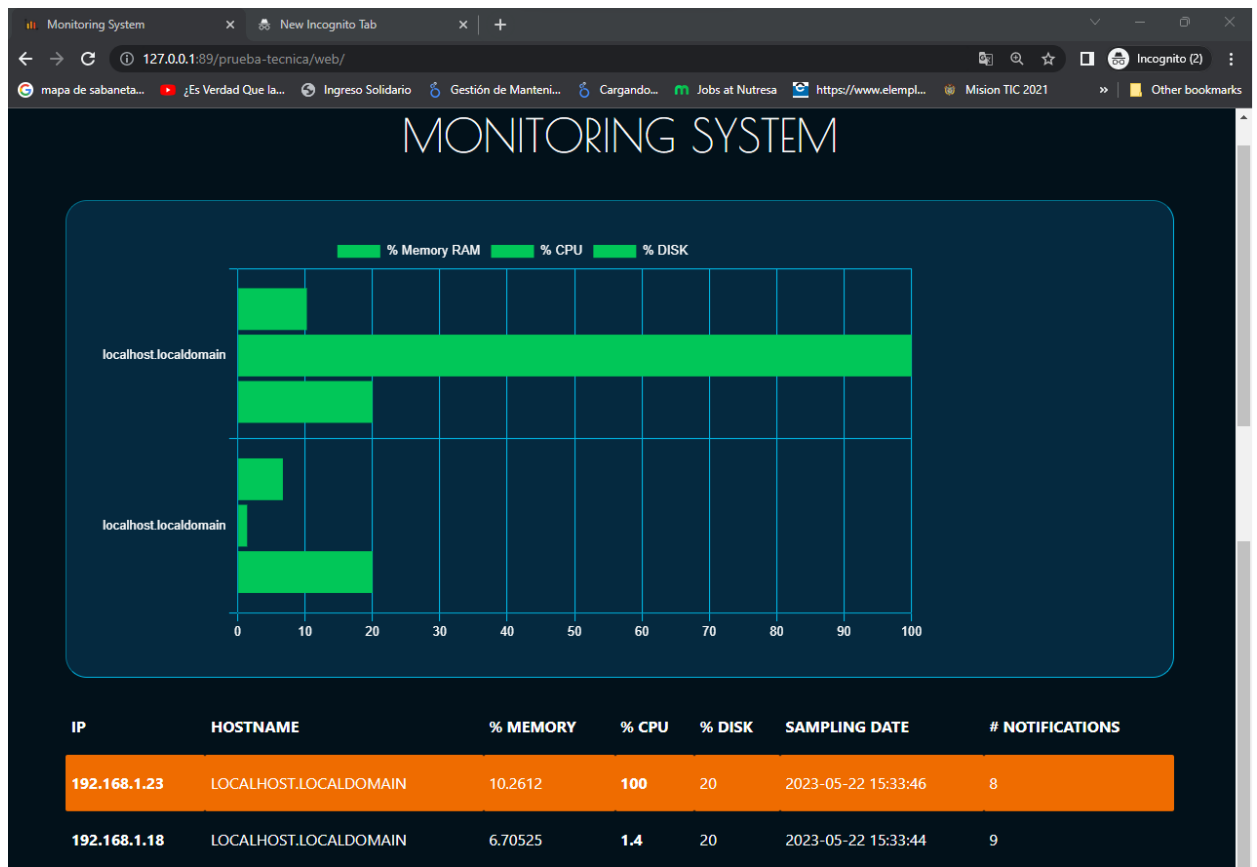 Monitoring System
New Incognito Tab
127.0.0.1:89/prueba-tecnica/web/
Incognito (2)
mapa de sabaneta...
¿Es Verdad Que la...
Ingreso Solidario
Gestión de Manteni...
Cargando...
Jobs at Nutresa
https://www.elempl...
Mision TIC 2021
»
Other bookmarks
MONITORING SYSTEM
% Memory RAM % CPU % DISK
localhost.localdomain
localhost.localdomain
0 10 20 30 40 50 60 70 80 90 100
IP HOSTNAME % MEMORY % CPU % DISK SAMPLING DATE # NOTIFICATIONS
192.168.1.23 LOCALHOST.LOCALDOMAIN 10.2612 100 20 2023-05-22 15:33:46 8
192.168.1.18 LOCALHOST.LOCALDOMAIN 6.70525 1.4 20 2023-05-22 15:33:44 9